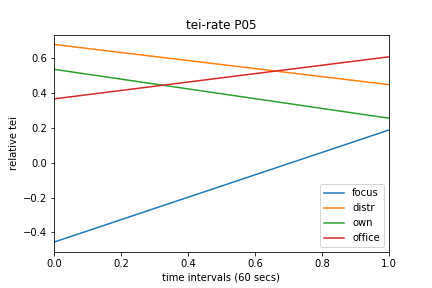 tei-rate P05
relative tei
0.6
0.4
0.2
0.0
−0.2
−0.4
focus
distr
own
office
0.0 0.2 0.4 0.6 0.8 1.0
time intervals (60 secs)